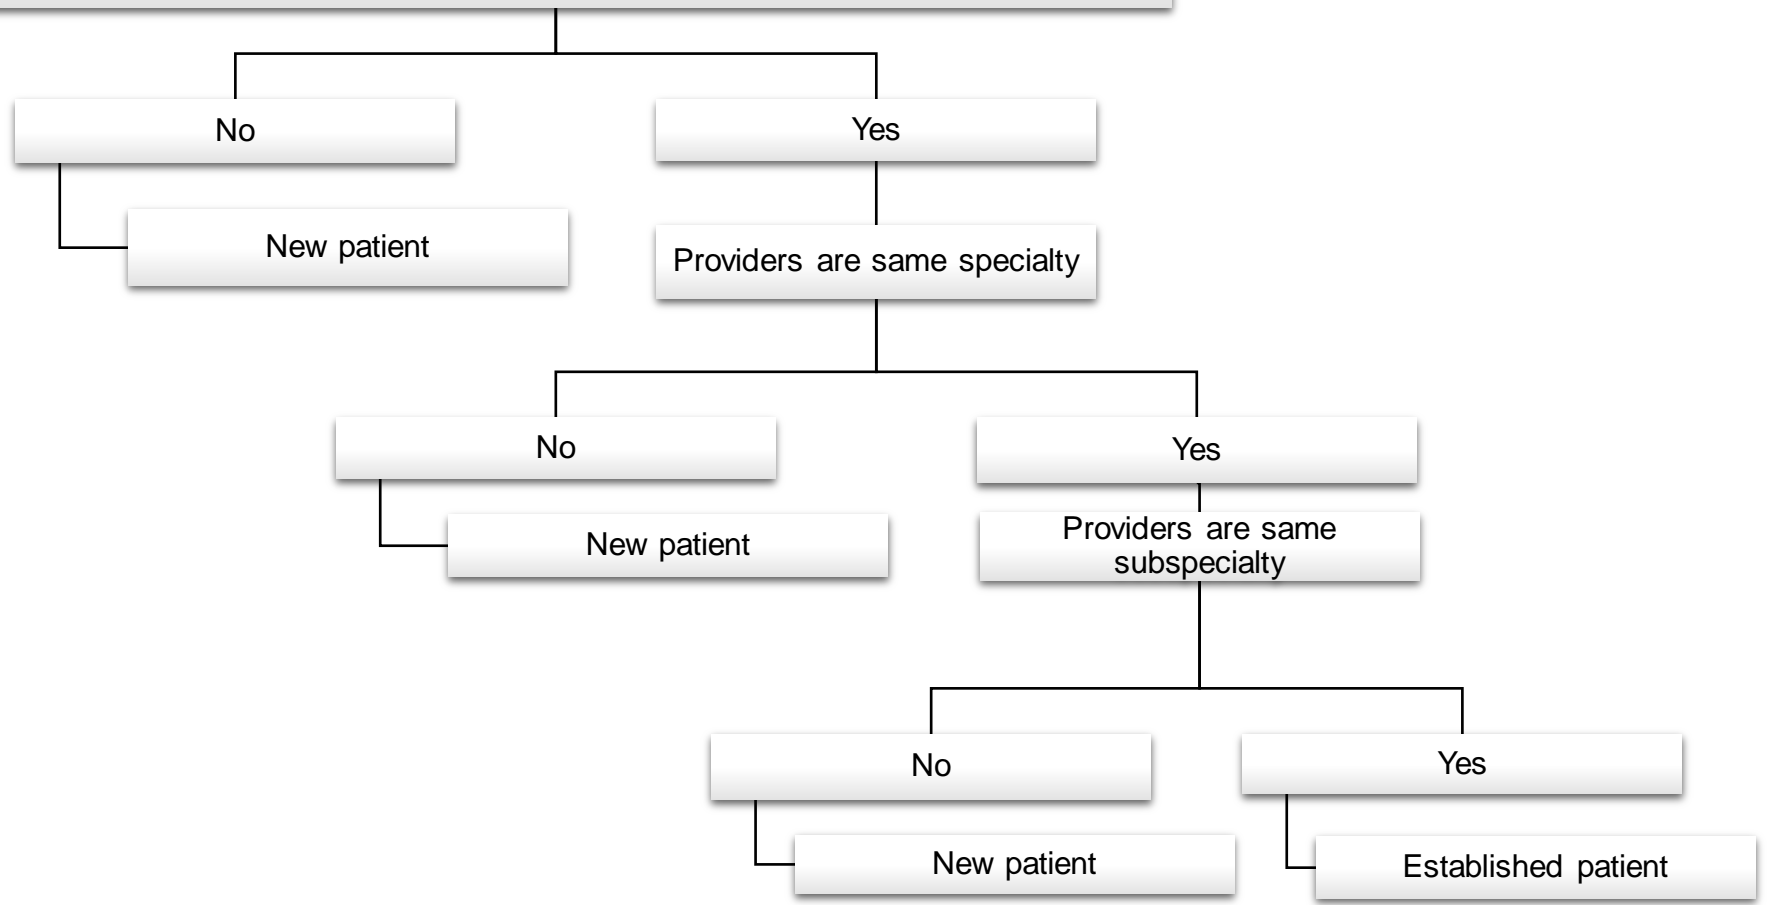 No
Yes
New patient
Providers are same specialty
No
Yes
New patient
Providers are same
subspecialty
No
Yes
New patient
Established patient